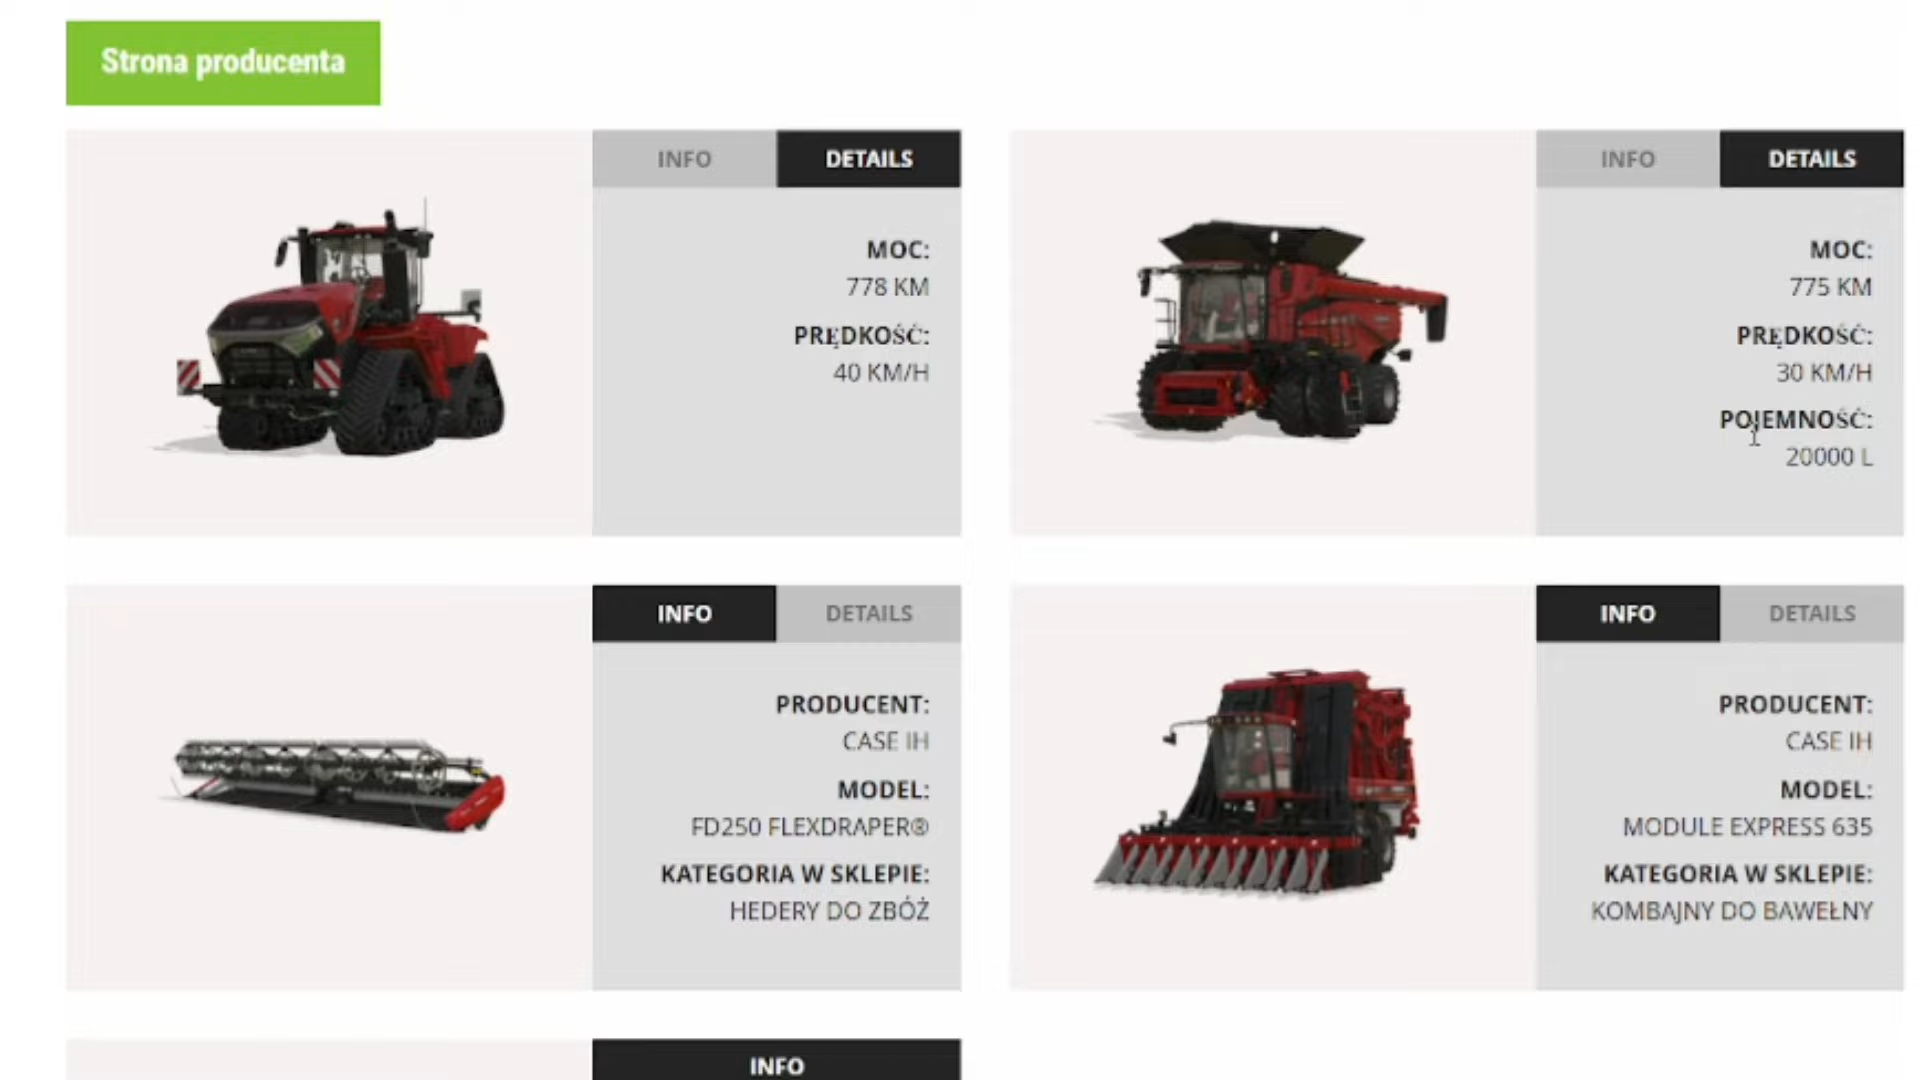 Strona producenta
INFO
DETAILS
MOC:
778 KM
PRĘDKOŚĆ:
40 KM/H
INFO
DETAILS
MOC:
775 KM
PRĘDKOŚĆ:
30 KM/H
POJEMNOŚĆ:
20000 L
INFO
DETAILS
PRODUCENT:
CASE IH
MODEL:
FD250 FLEXDRAPER®
KATEGORIA W SKLEPIE:
HEDERY DO ZBÓŻ
INFO
DETAILS
PRODUCENT:
CASE IH
MODEL:
MODULE EXPRESS 635
KATEGORIA W SKLEPIE:
KOMBAJNY DO BAWEŁNY
INFO